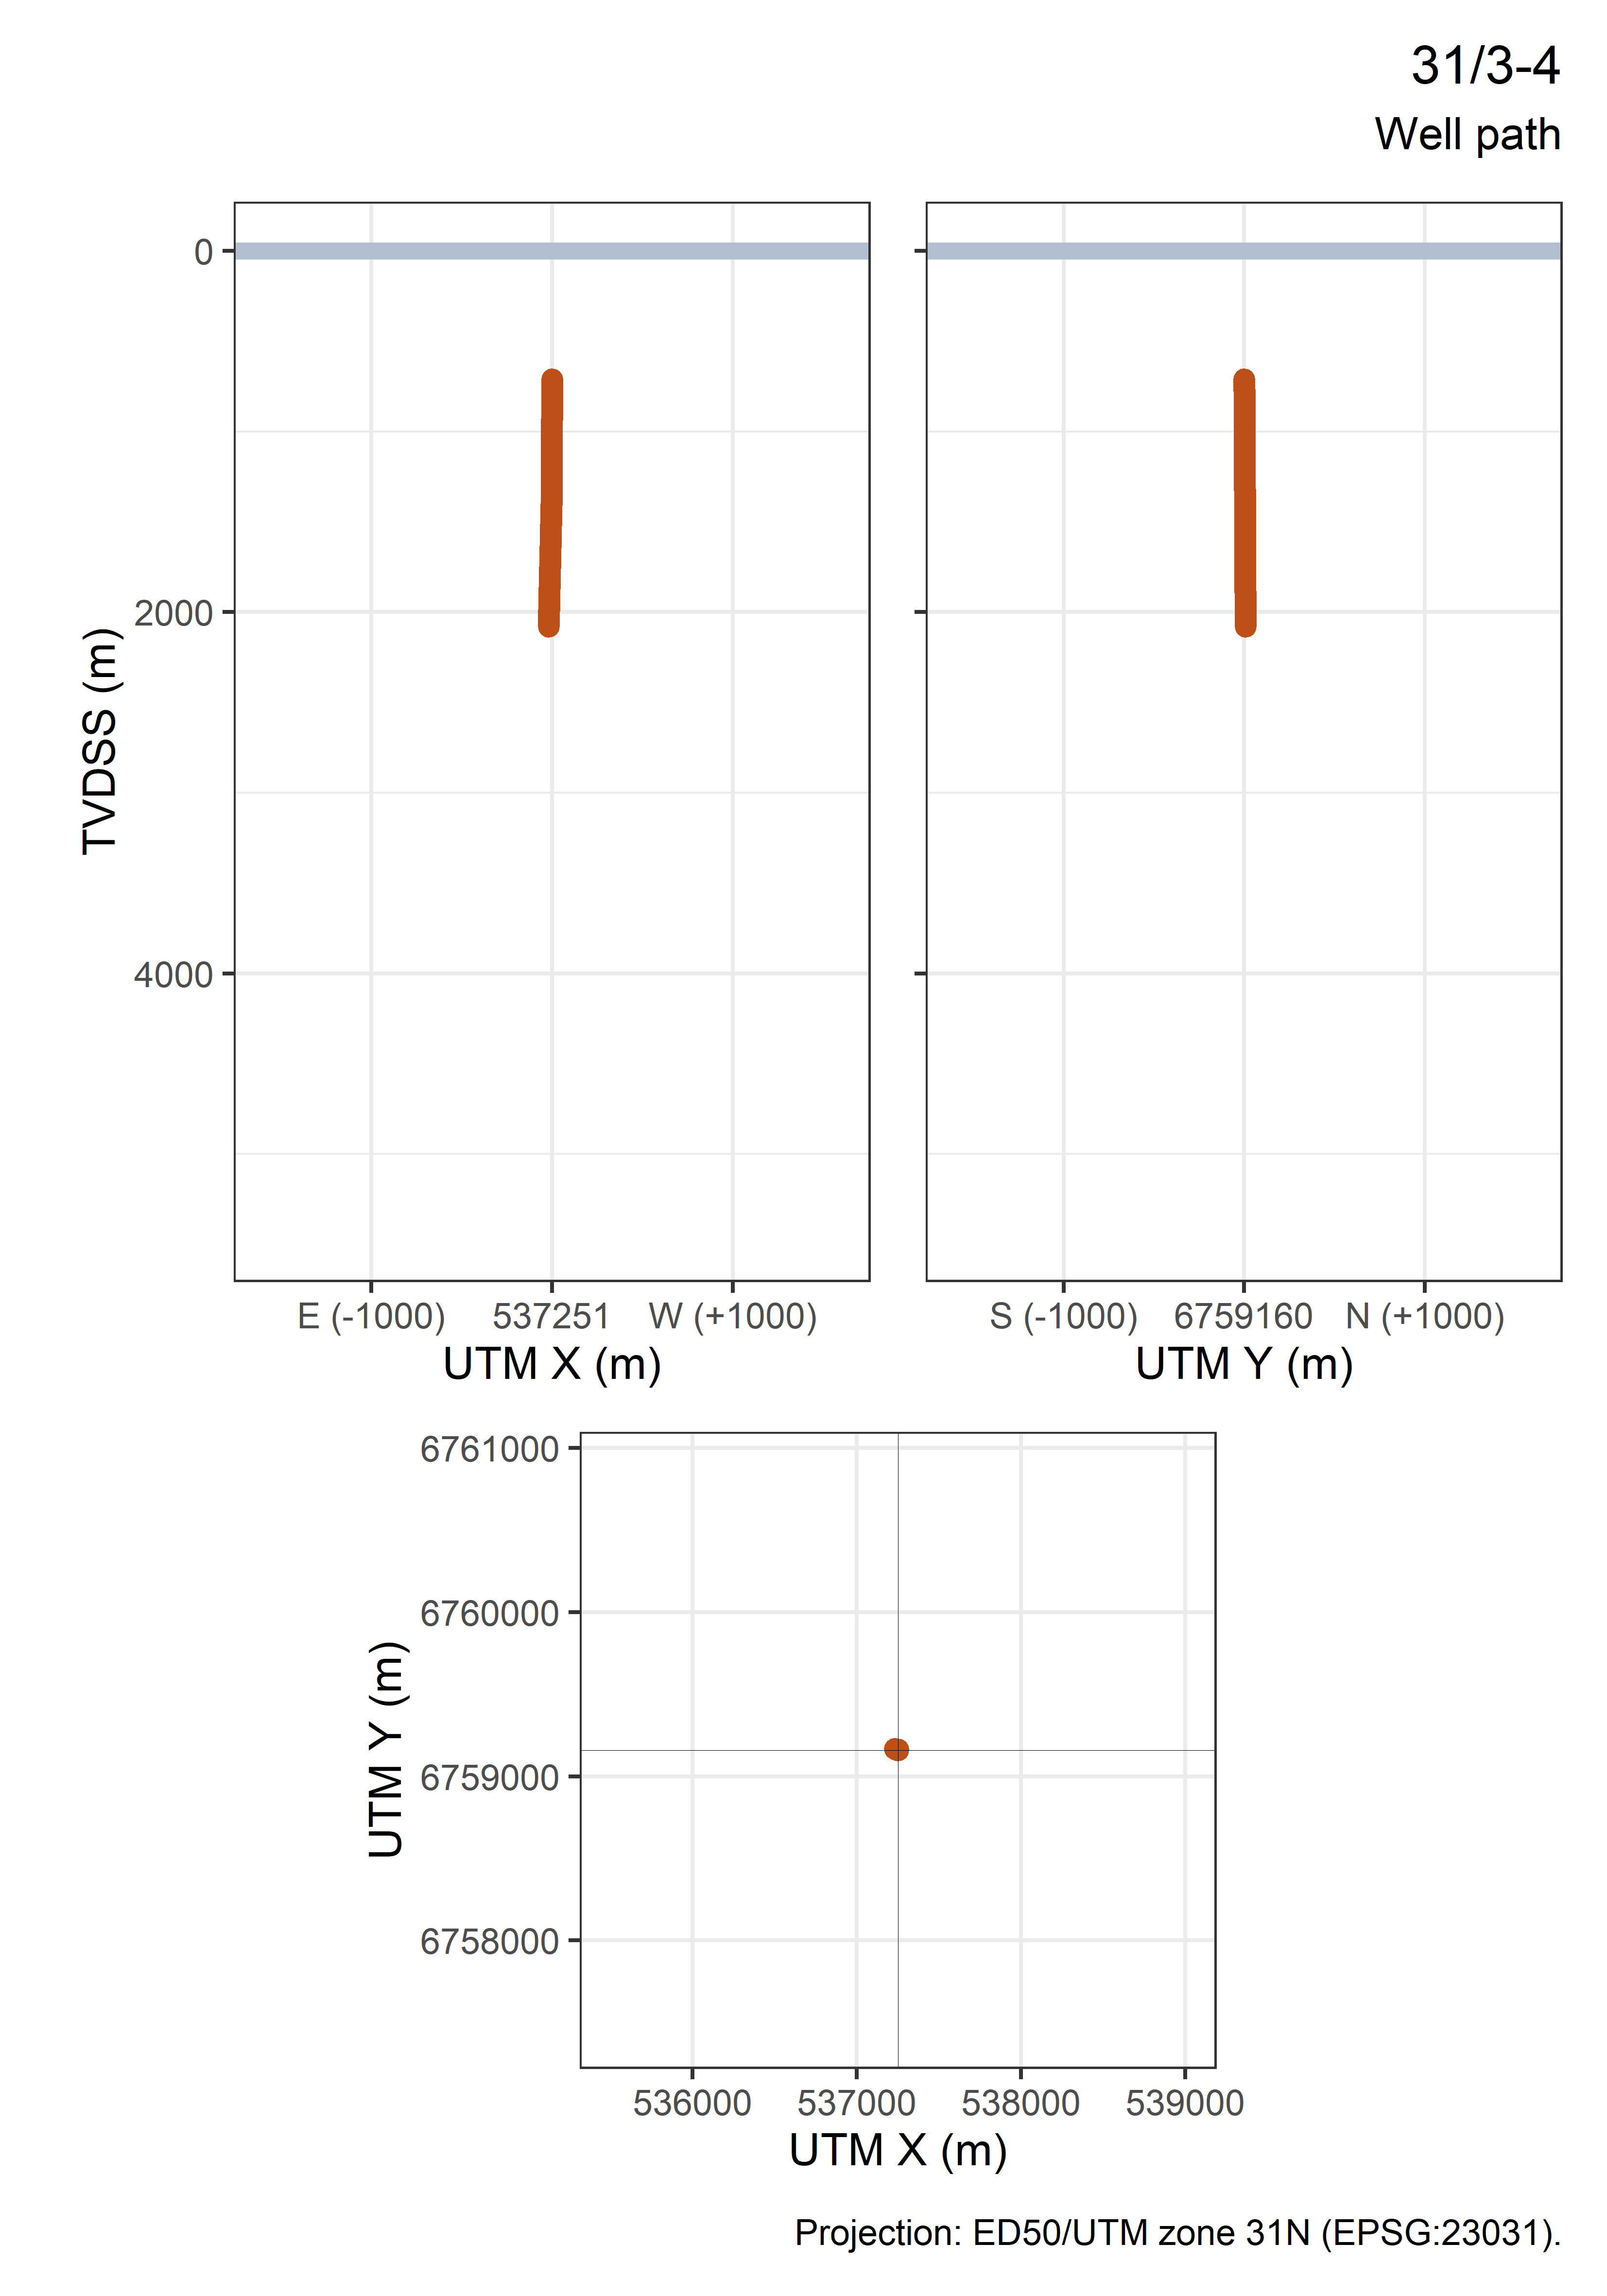 31/3-4
Well path
TVDSS (m)
0
2000
4000
E (-1000) 537251 W (+1000)
UTM X (m)
S (-1000) 6759160 N (+1000)
UTM Y (m)
UTM Y (m)
6761000
6760000
6759000
6758000
536000 537000 538000 539000
UTM X (m)
Projection: ED50/UTM zone 31N (EPSG:23031).